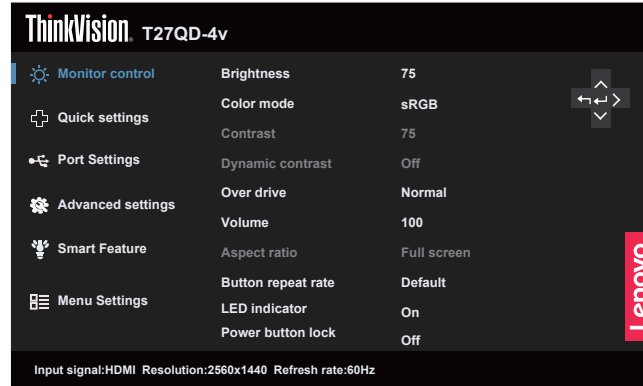 ThinkVision. T27QD-4v
Monitor control
Quick settings
Port Settings
Advanced settings
Smart Feature
Menu Settings
Brightness 75
Color mode sRGB
Contrast 75
Dynamic contrast Off
Over drive Normal
Volume 100
Aspect ratio Full screen
Button repeat rate Default
LED indicator On
Power button lock Off
Lenovo
Input signal:HDMI Resolution:2560x1440 Refresh rate:60Hz